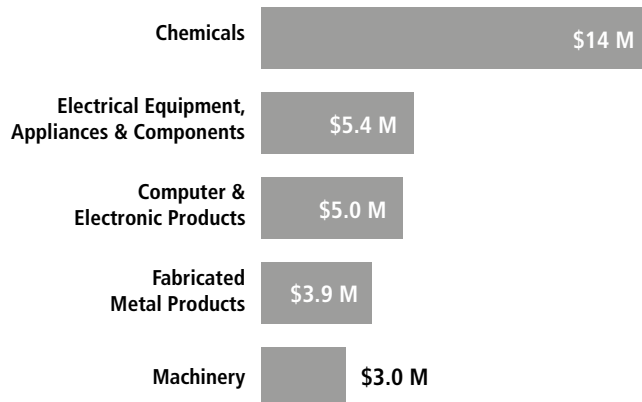 Chemicals
$14 M
Electrical Equipment,
Appliances & Components
$5.4 M
Computer &
Electronic Products
$5.0 M
Fabricated
Metal Products
$3.9 M
Machinery
$3.0 M